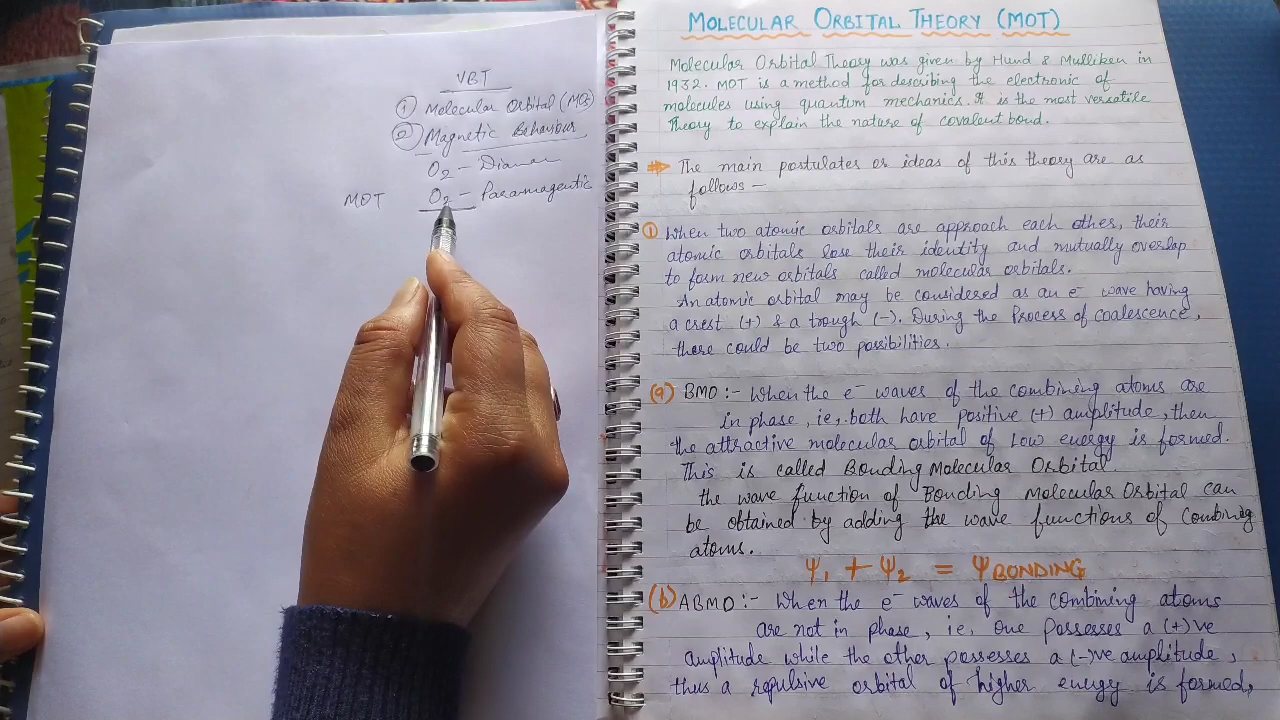 VBT
① Molecular Orbital (MO)
② Magnetic Behaviour
O₂ -
MOT O₂ - Paramagentic
MOLECULAR ORBITAL THEORY (MOT)
Molecular Orbital Theory was given by Hund & Mulliken in
1932. MOT is a method for describing the electronic of
molecules using quantum mechanics. It is the most versatile
theory to explain the nature of covalent bond.
The main postulates or ideas of this theory are as
follows —
① When two atomic orbitals are approach each other, their
atomic orbitals lose their identity and mutually overlap
to form new orbitals called molecular orbitals.
An atomic orbital may be considered as an e⁻ wave having
a crest (+) & a trough (-). During the Process of coalescence,
there could be two possibilities.
(a) BMO :- When the e⁻ waves of the combining atoms are
in phase, ie, both have positive (+) amplitude, then
the attractive molecular orbital of Low energy is formed.
This is called Bonding Molecular Orbital.
the wave function of Bonding Molecular Orbital can
be obtained by adding the wave functions of Combining
atoms.
Ψ₁ + Ψ₂ = Ψ BONDING
(b) ABMO :- When the e⁻ waves of the combining atoms
are not in phase, ie, One possesses a (+)ve
amplitude while the other possesses a (-)ve amplitude,
thus a repulsive orbital of higher energy is formed,